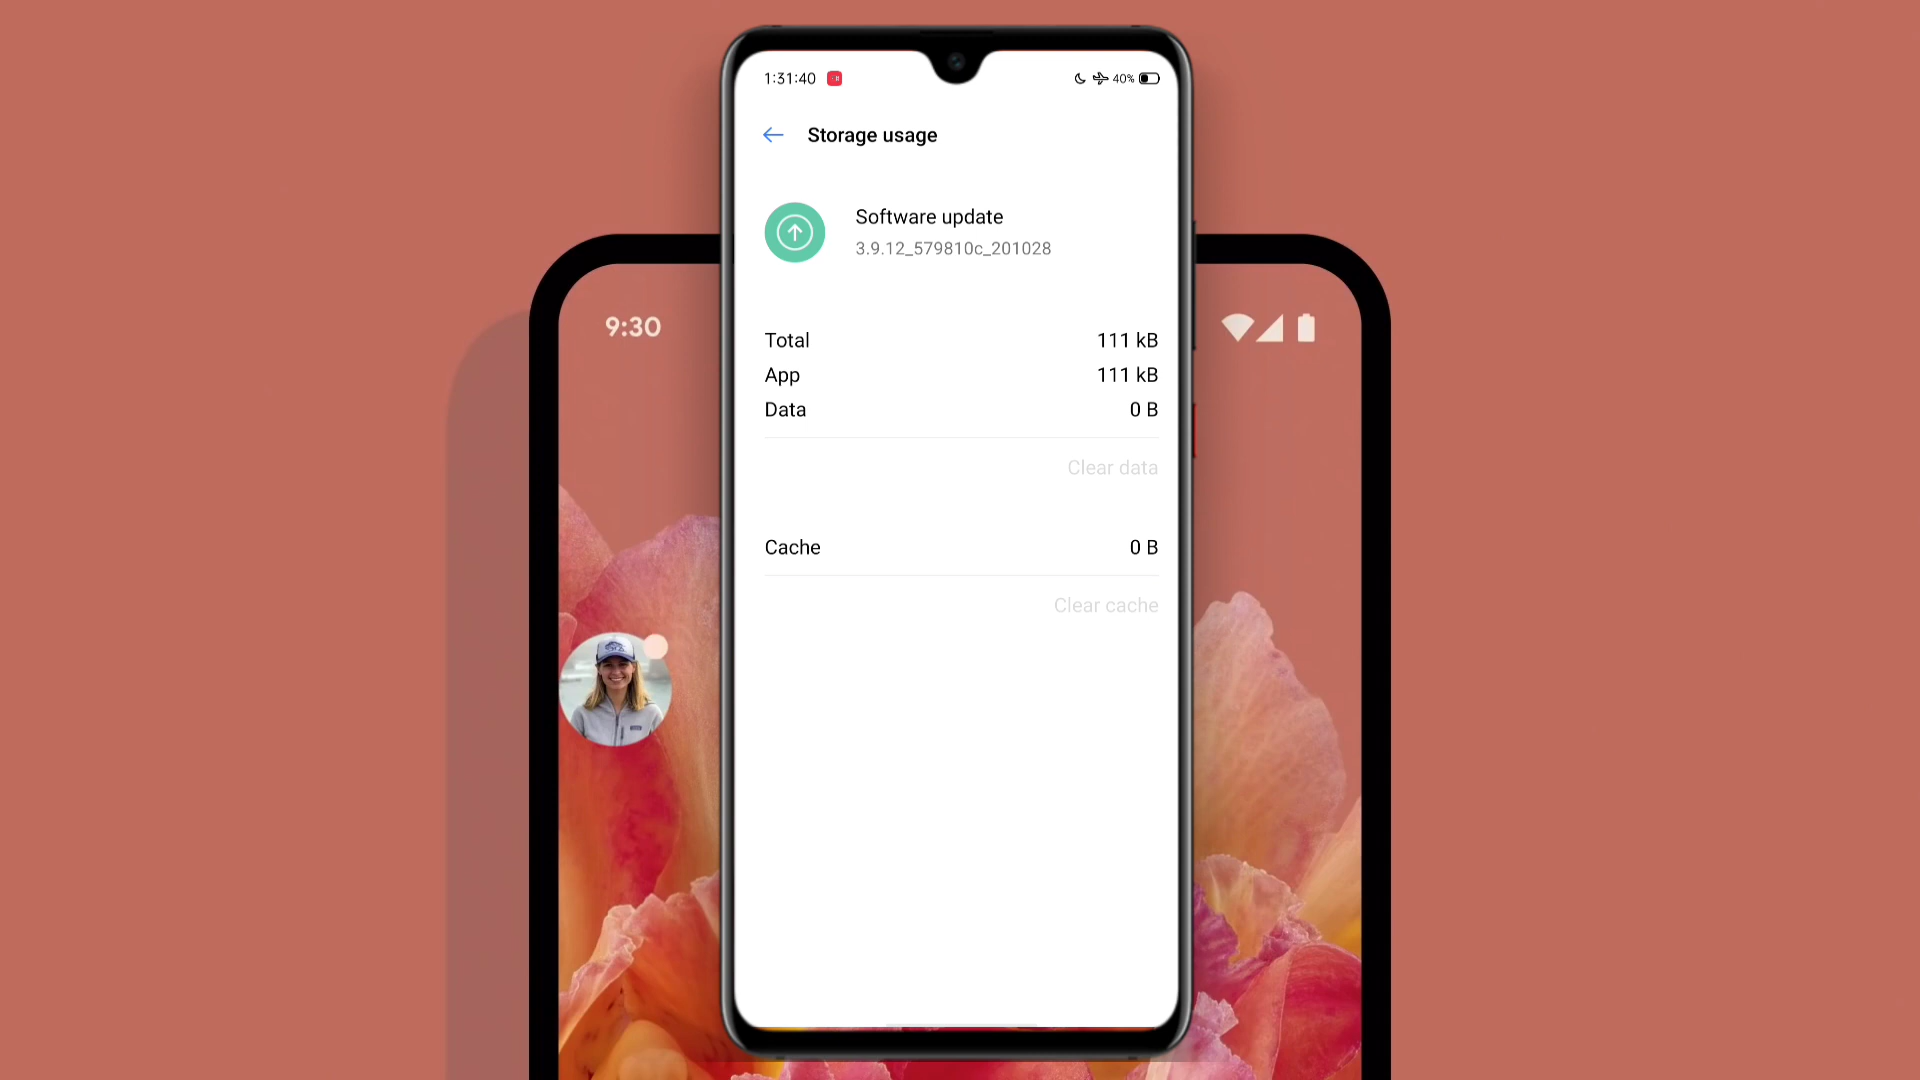 1:31:40
40%
Storage usage
Software update
3.9.12_579810c_201028
9:30
Total 111 kB
App 111 kB
Data 0 B
Clear data
Cache 0 B
Clear cache